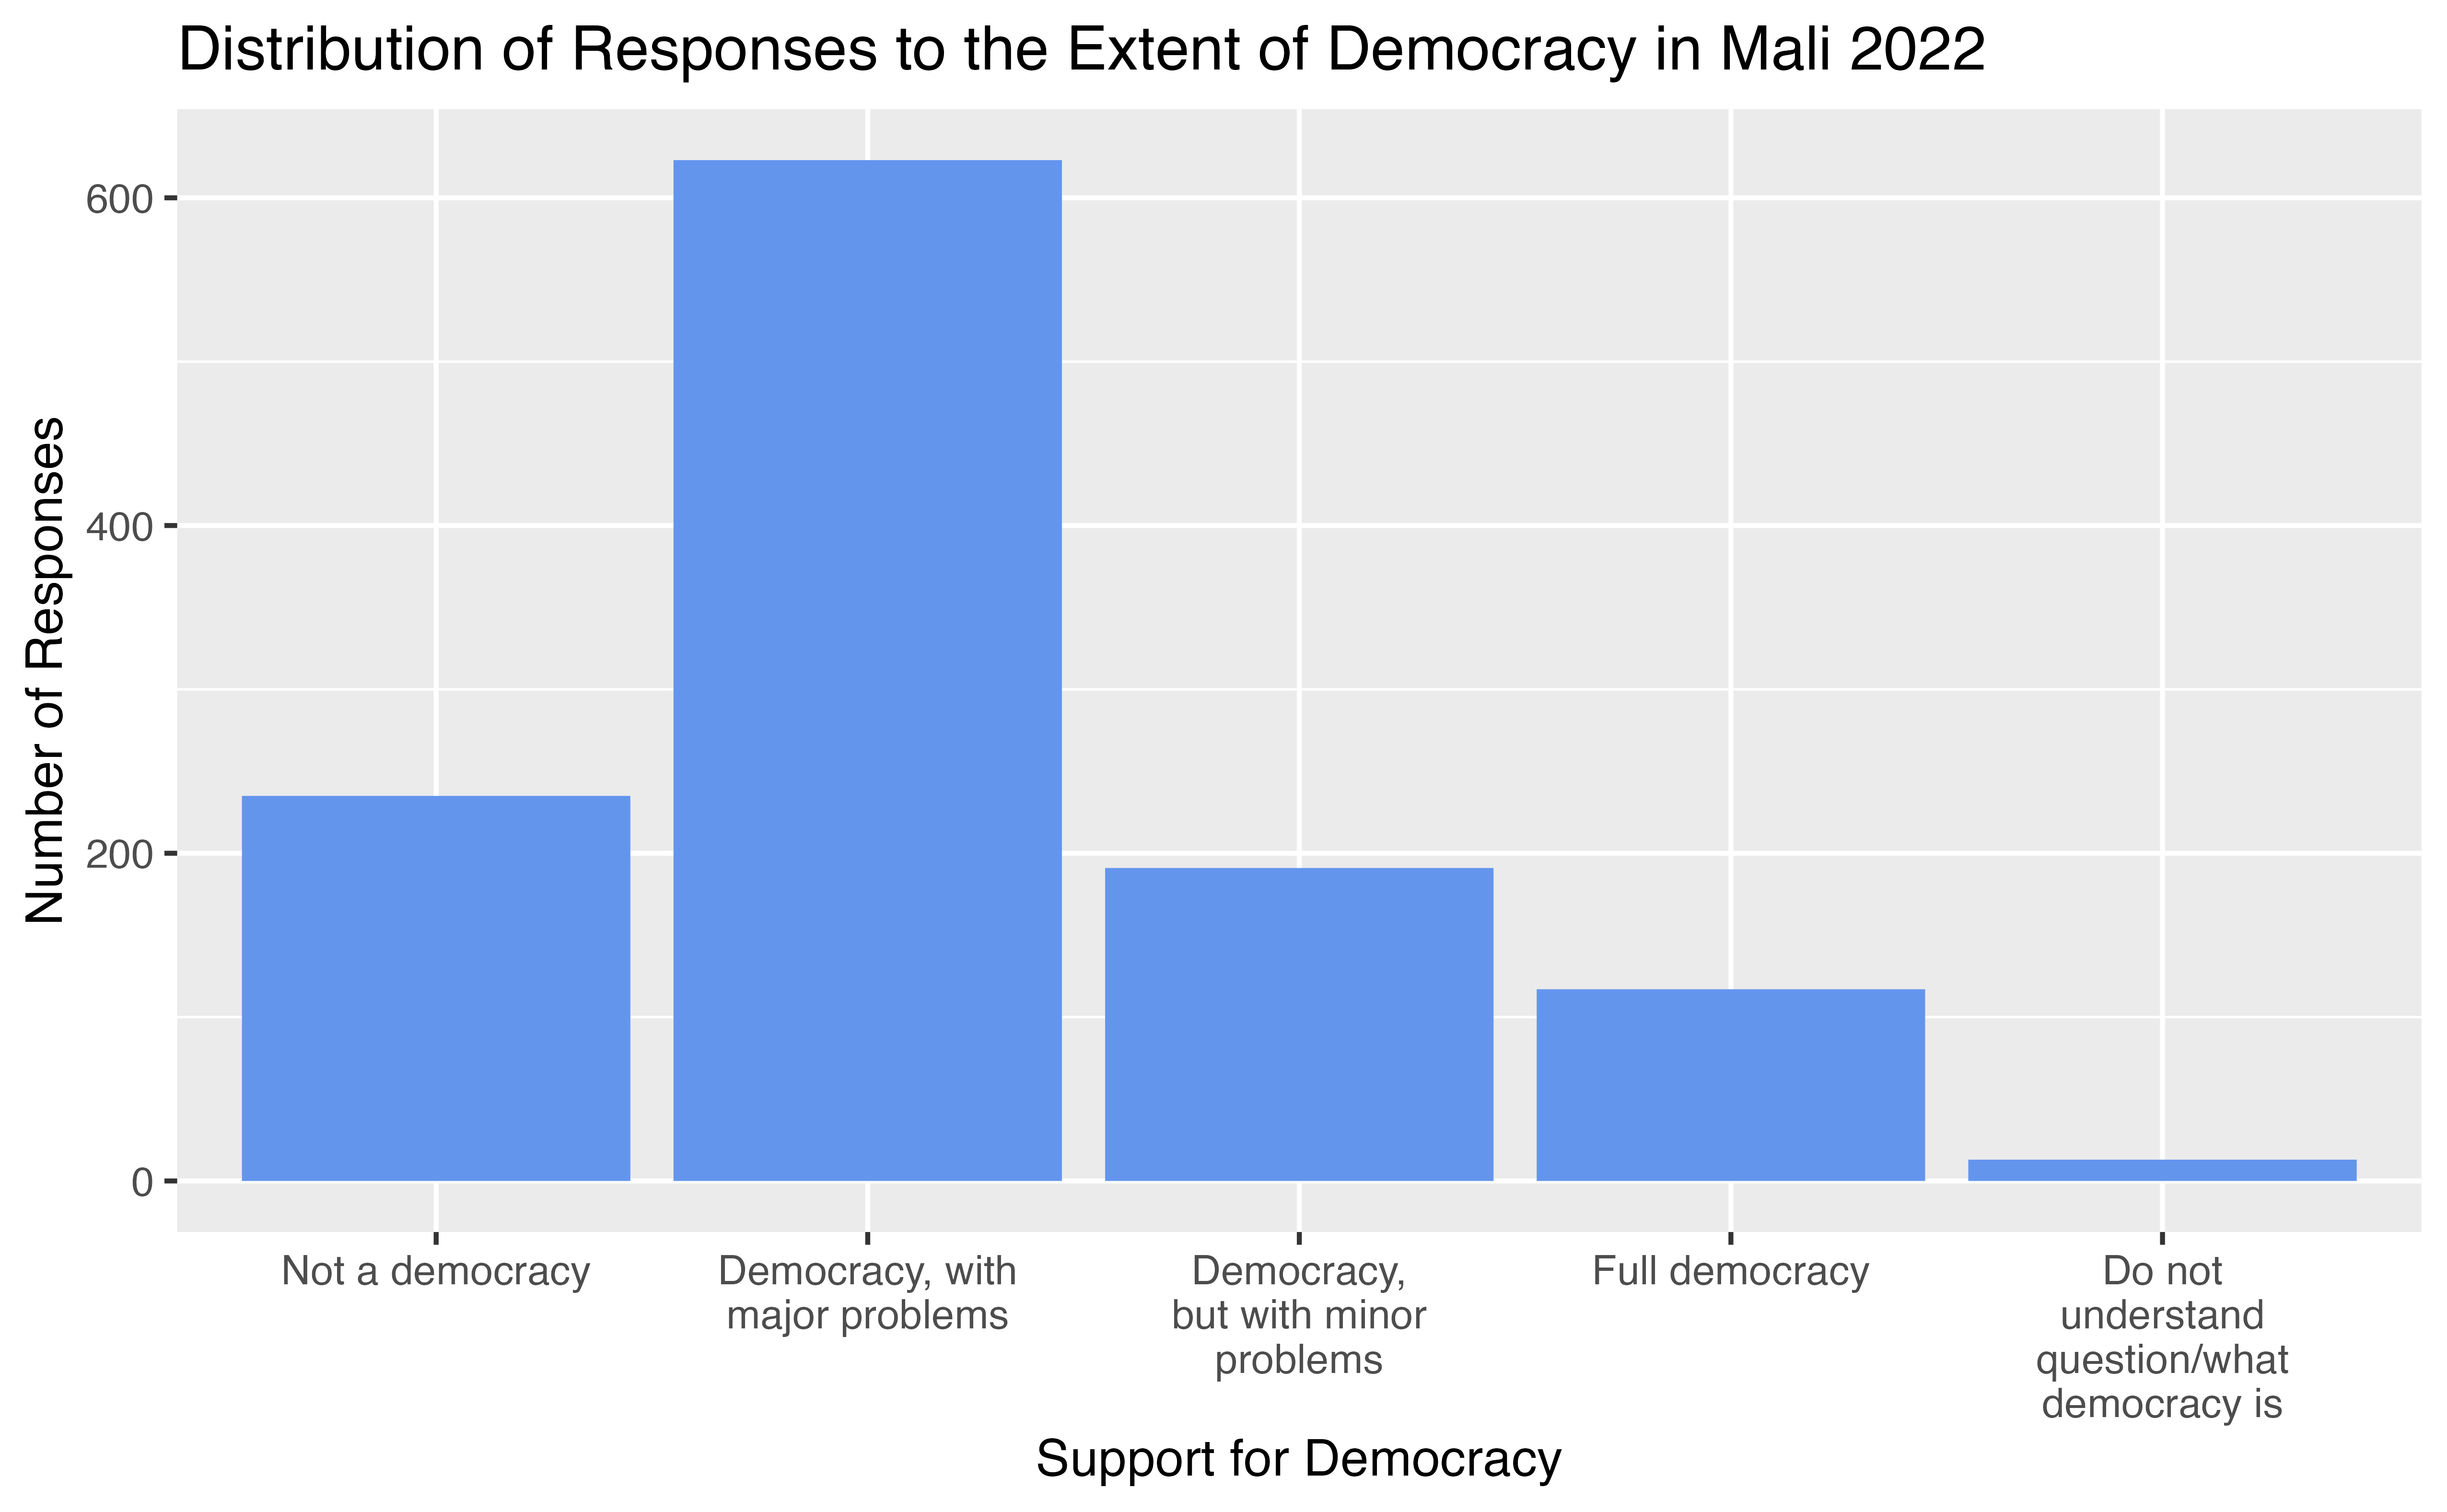 Distribution of Responses to the Extent of Democracy in Mali 2022
Number of Responses
600
400
200
0
Not a democracy
Democracy, with
major problems
Democracy,
but with minor
problems
Full democracy
Do not
understand
question/what
democracy is
Support for Democracy